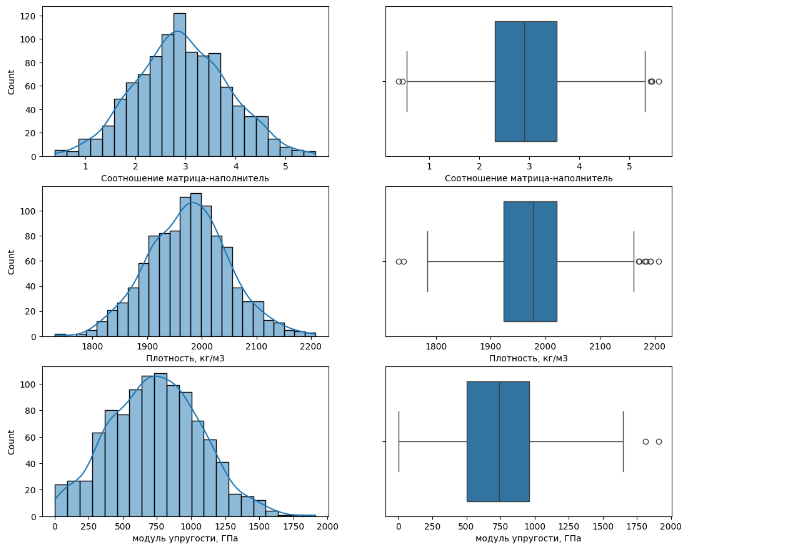 120
100
80
60
40
20
0
Count
1 2 3 4 5
Соотношение матрица-наполнитель
1 2 3 4 5
Соотношение матрица-наполнитель
100
80
60
40
20
0
Count
1800 1900 2000 2100 2200
Плотность, кг/м3
1800 1900 2000 2100 2200
Плотность, кг/м3
100
80
60
40
20
0
Count
0 250 500 750 1000 1250 1500 1750 2000
модуль упругости, ГПа
0 250 500 750 1000 1250 1500 1750 2000
модуль упругости, ГПа